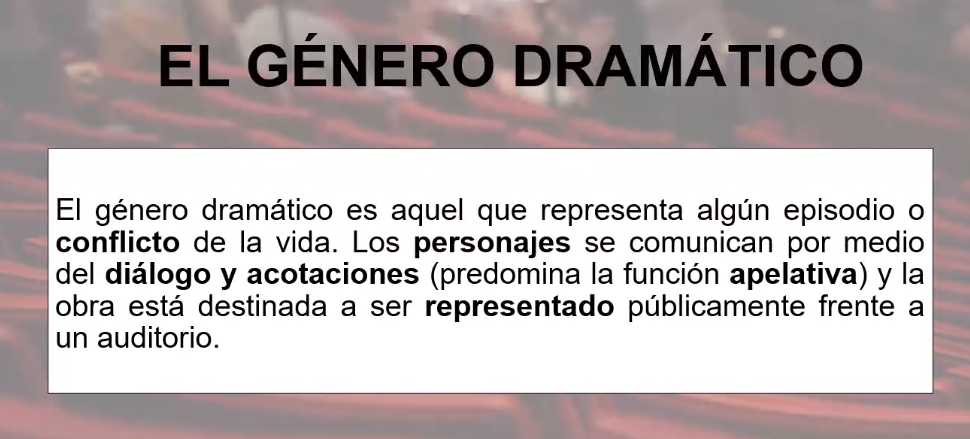 EL GÉNERO DRAMÁTICO
El género dramático es aquel que representa algún episodio o
conflicto de la vida. Los personajes se comunican por medio
del diálogo y acotaciones (predomina la función apelativa) y la
obra está destinada a ser representado públicamente frente a
un auditorio.